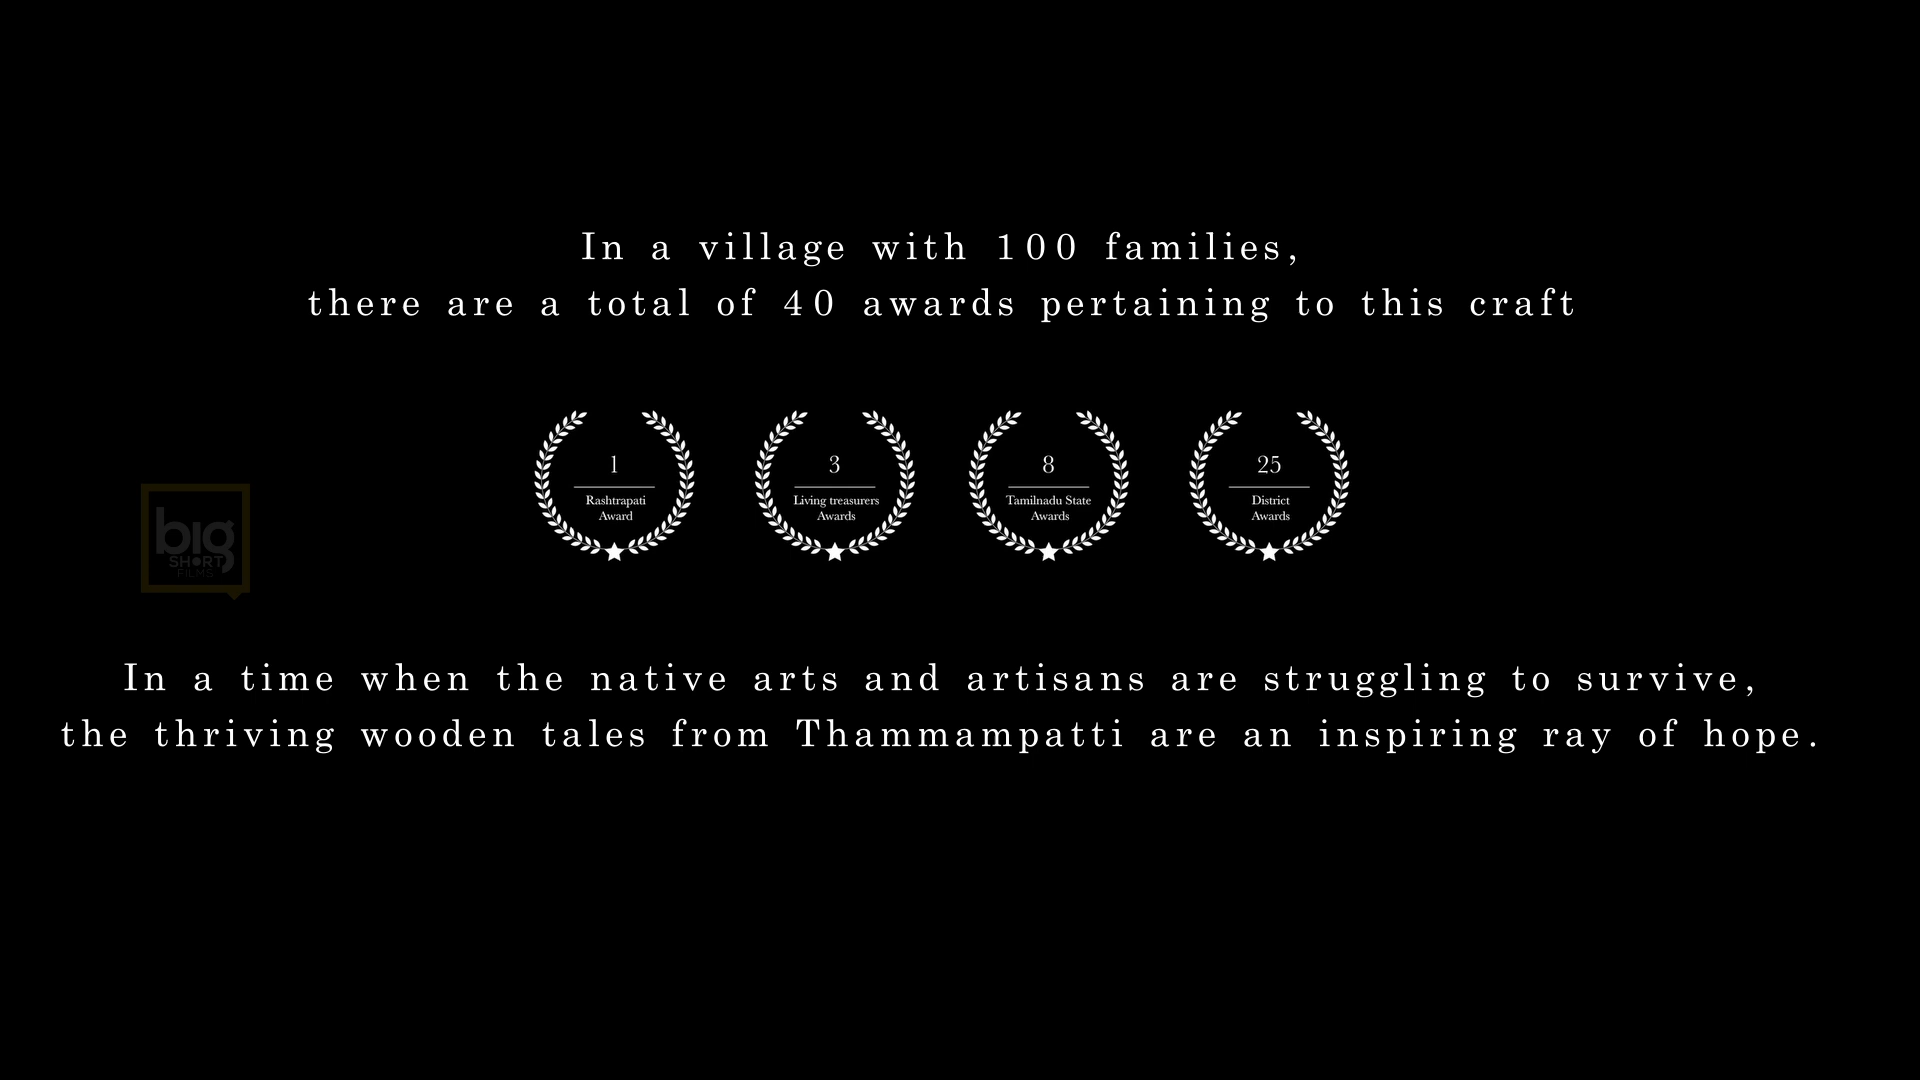 In a village with 100 families,
there are a total of 40 awards pertaining to this craft
1
Rashtrapati
Award
3
Living treasurers
Awards
8
Tamilnadu State
Awards
25
District
Awards
big
SHORT
FILMS
In a time when the native arts and artisans are struggling to survive,
the thriving wooden tales from Thammampatti are an inspiring ray of hope.